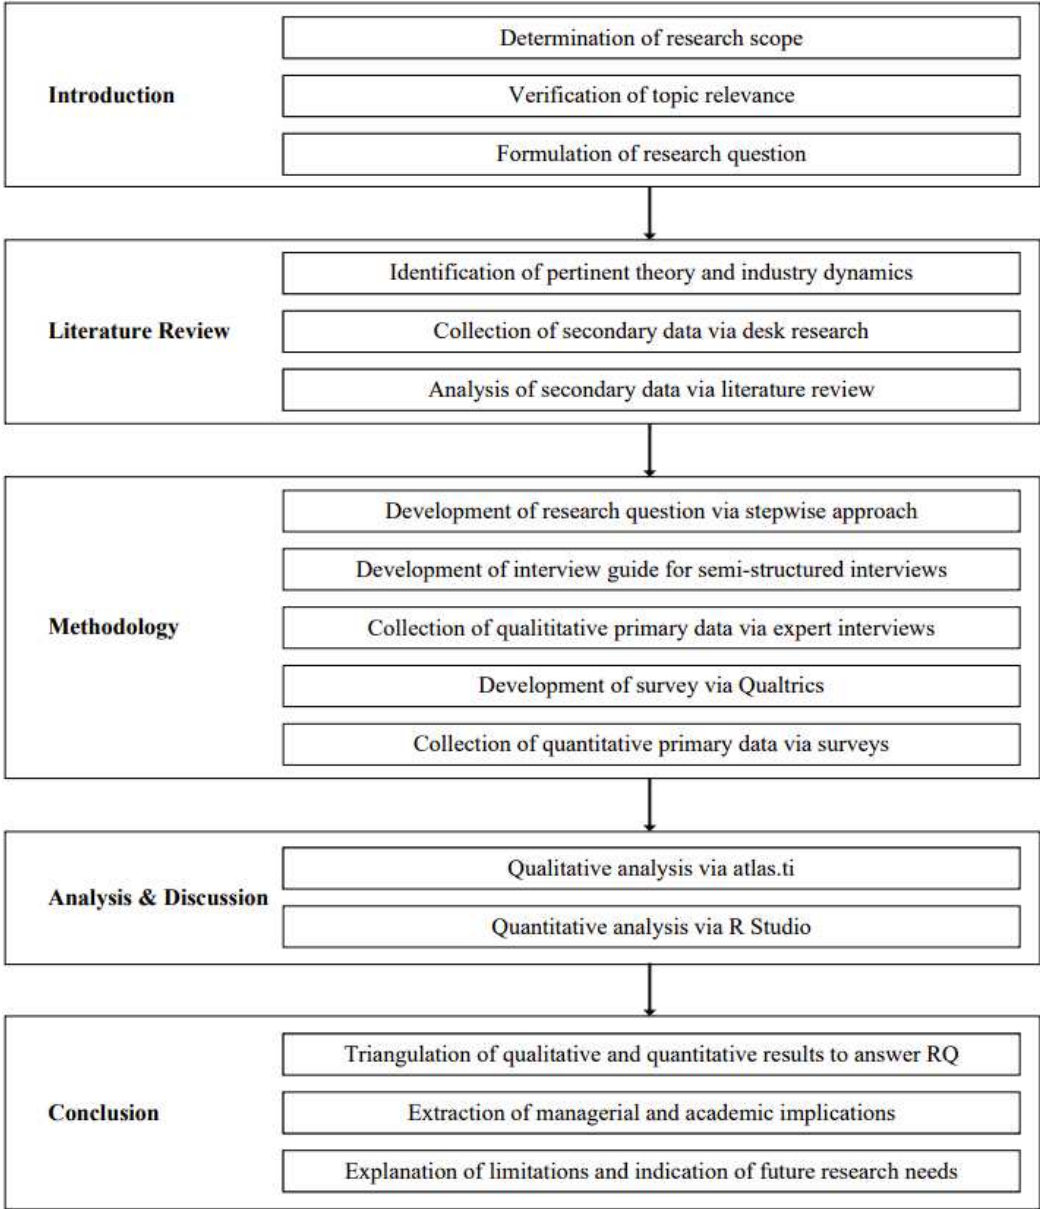 Determination of research scope
Introduction
Verification of topic relevance
Formulation of research question
Identification of pertinent theory and industry dynamics
Literature Review
Collection of secondary data via desk research
Analysis of secondary data via literature review
Development of research question via stepwise approach
Development of interview guide for semi-structured interviews
Methodology
Collection of qualititative primary data via expert interviews
Development of survey via Qualtrics
Collection of quantitative primary data via surveys
Qualitative analysis via atlas.ti
Analysis & Discussion
Quantitative analysis via R Studio
Triangulation of qualitative and quantitative results to answer RQ
Conclusion
Extraction of managerial and academic implications
Explanation of limitations and indication of future research needs